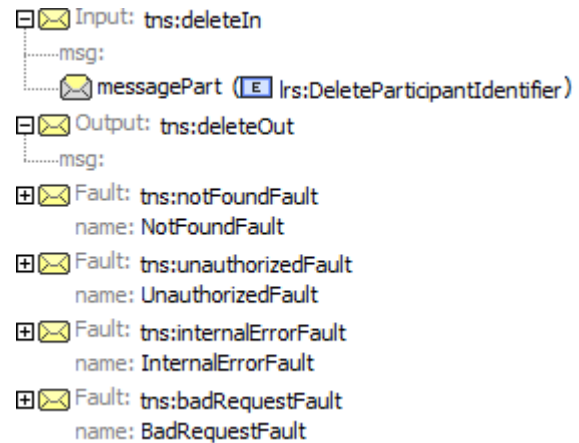 Input: tns:deleteIn
msg:
messagePart (E lrs:DeleteParticipantIdentifier)
Output: tns:deleteOut
msg:
Fault: tns:notFoundFault
name: NotFoundFault
Fault: tns:unauthorizedFault
name: UnauthorizedFault
Fault: tns:internalErrorFault
name: InternalErrorFault
Fault: tns:badRequestFault
name: BadRequestFault